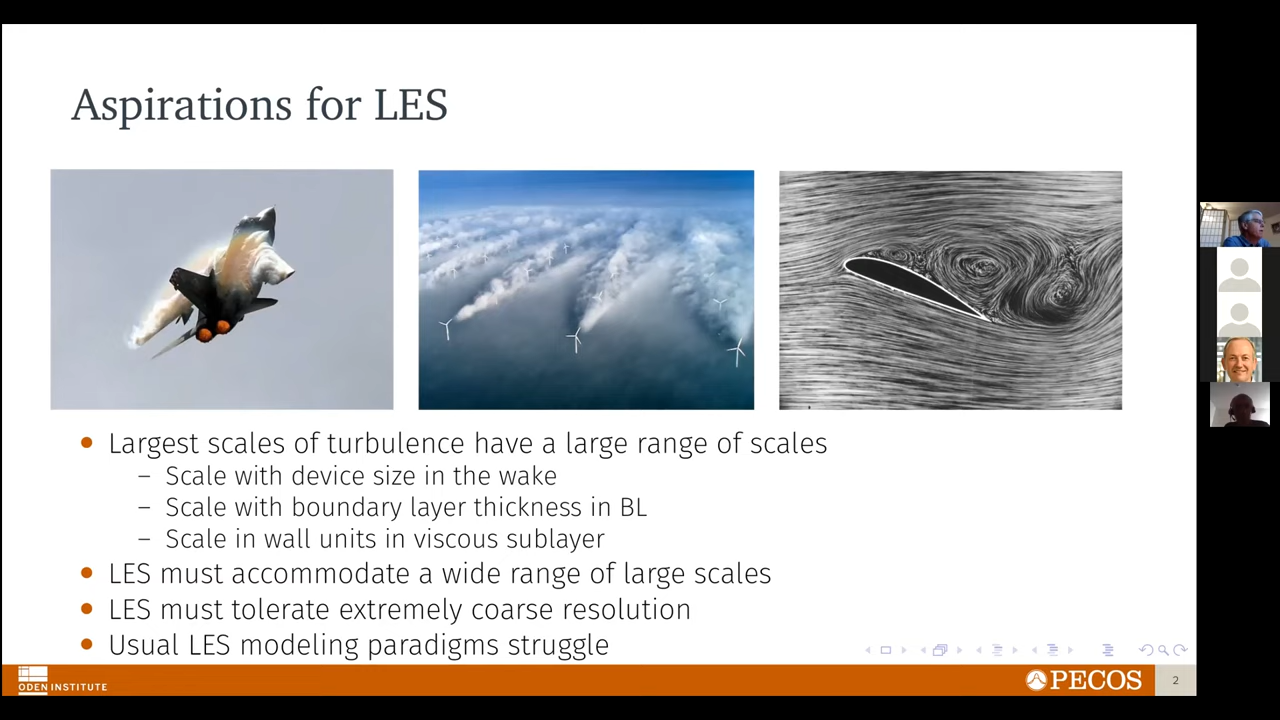 Aspirations for LES
• Largest scales of turbulence have a large range of scales
– Scale with device size in the wake
– Scale with boundary layer thickness in BL
– Scale in wall units in viscous sublayer
• LES must accommodate a wide range of large scales
• LES must tolerate extremely coarse resolution
• Usual LES modeling paradigms struggle
ODEN INSTITUTE
PECOS
2